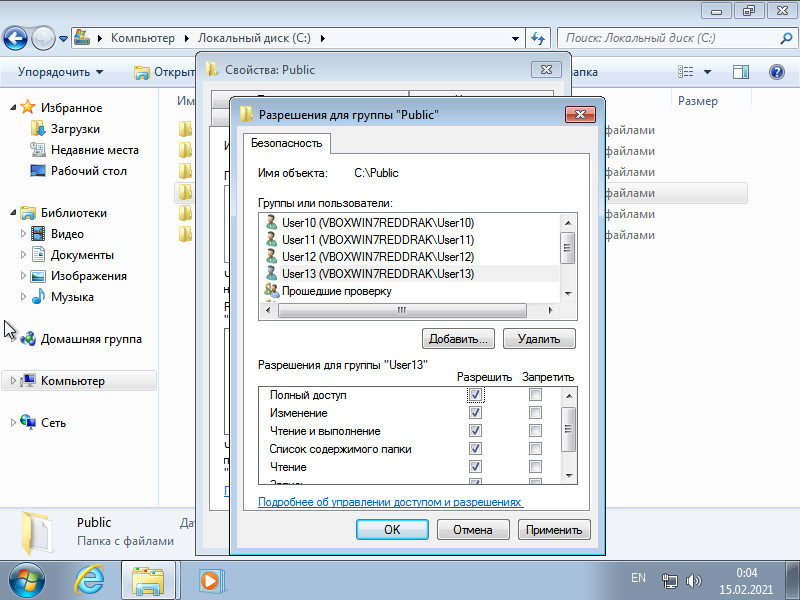 Компьютер ▸ Локальный диск (C:) ▸
Поиск: Локальный диск (C:)
Упорядочить
Открыт
Свойства: Public
апка
Избранное
Загрузки
Недавние места
Рабочий стол
Библиотеки
Видео
Документы
Изображения
Музыка
Домашняя группа
Компьютер
Сеть
Им
Размер
файлами
файлами
файлами
файлами
файлами
файлами
Разрешения для группы "Public"
Безопасность
Имя объекта: C:\Public
Группы или пользователи:
User10 (VBOXWIN7REDDRAK\User10)
User11 (VBOXWIN7REDDRAK\User11)
User12 (VBOXWIN7REDDRAK\User12)
User13 (VBOXWIN7REDDRAK\User13)
Прошедшие проверку
Добавить... Удалить
Разрешения для группы "User13"
Разрешить Запретить
Полный доступ
Изменение
Чтение и выполнение
Список содержимого папки
Чтение
Запись
Подробнее об управлении доступом и разрешениях
OK Отмена Применить
Public Да
Папка с файлами
EN
0:04
15.02.2021